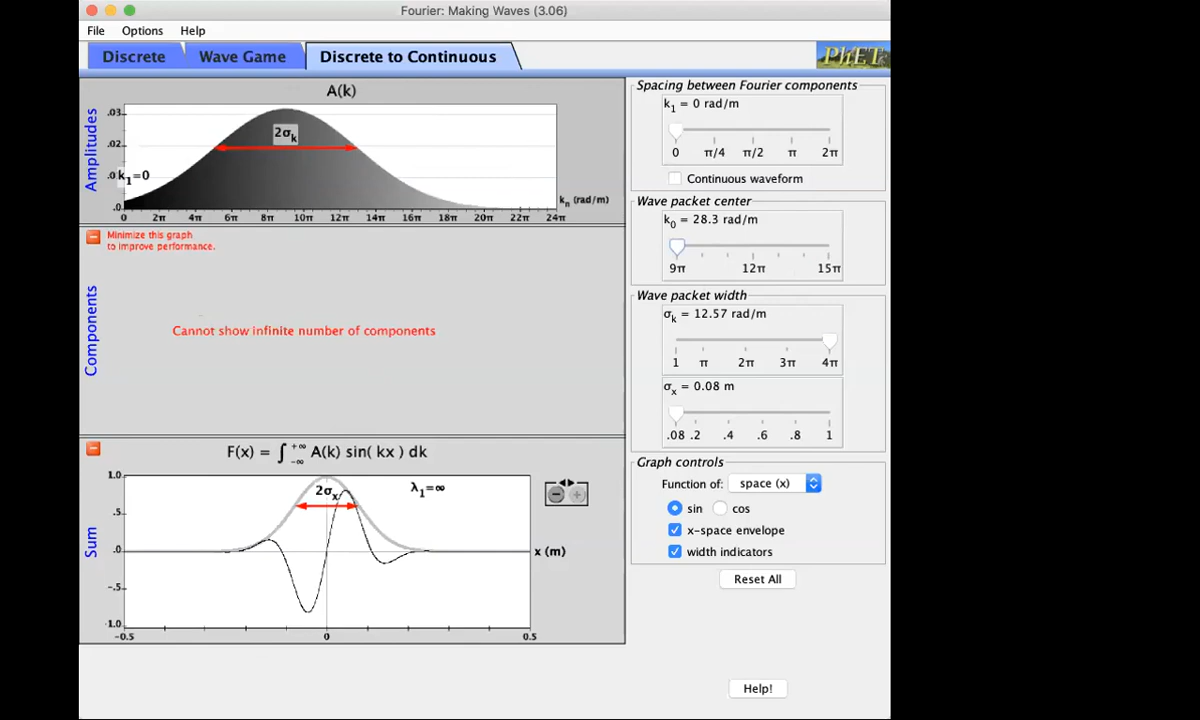 Fourier: Making Waves (3.06)
File Options Help
Discrete Wave Game Discrete to Continuous
PhET
Amplitudes
A(k)
.03
.02
.0
.0
2σk
k1=0
0 2π 4π 6π 8π 10π 12π 14π 16π 18π 20π 22π 24π
kn (rad/m)
Minimize this graph
to improve performance.
Components
Cannot show infinite number of components
Sum
F(x) = ∫ +∞ −∞ A(k) sin( kx ) dk
1.0
.5
.0
-.5
-1.0
2σx
λ1=∞
x (m)
-0.5 0 0.5
Spacing between Fourier components
k1 = 0 rad/m
0 π/4 π/2 π 2π
Continuous waveform
Wave packet center
k0 = 28.3 rad/m
9π 12π 15π
Wave packet width
σk = 12.57 rad/m
1 π 2π 3π 4π
σx = 0.08 m
.08 .2 .4 .6 .8 1
Graph controls
Function of: space (x)
sin cos
x-space envelope
width indicators
Reset All
Help!